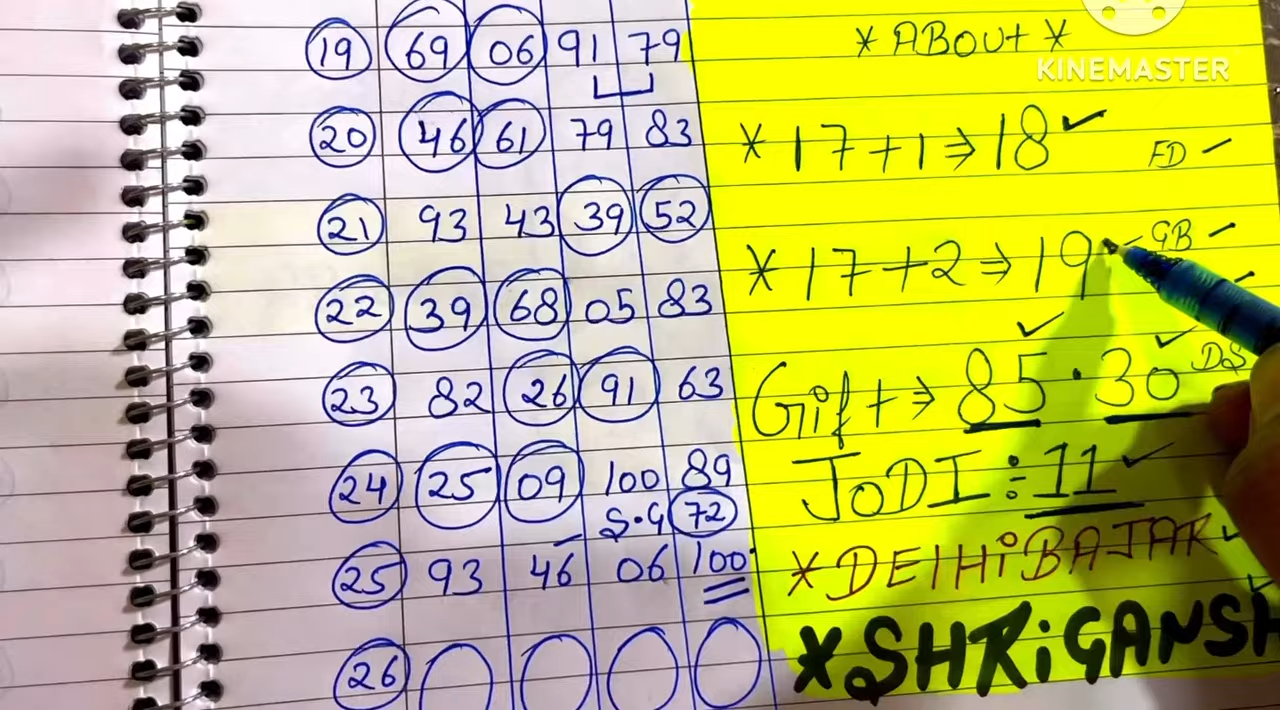 19 69 06 91 79
20 46 61 79 83
21 93 43 39 52
22 39 68 05 83
23 82 26 91 63
24 25 09 100 89
S.G 72
25 93 46 06 100
26
* ABOUt *
KINEMASTER
* 17+1⇒18 ✓ FD
* 17+2⇒19 GB
Gift⇒ 85 · 30 DS
JODI ÷ 11 ✓
* DElHiBAJAR ✓
* SHRiGANSH